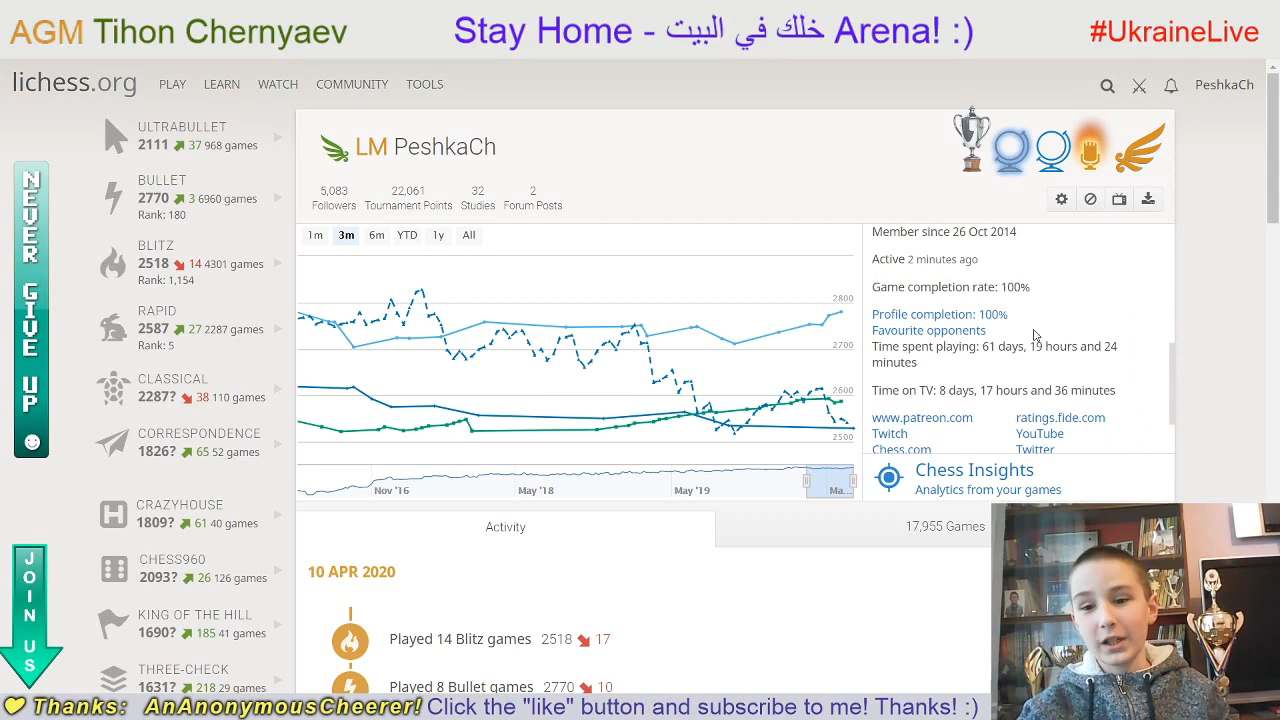 AGM Tihon Chernyaev
Stay Home - خلك في البيت Arena! :)
#UkraineLive
lichess.org
PLAY LEARN WATCH COMMUNITY TOOLS
PeshkaCh
NEVER GIVE UP
JOIN US
ULTRABULLET
2111 37 968 games
BULLET
2770 3 6960 games
Rank: 180
BLITZ
2518 14 4301 games
Rank: 1,154
RAPID
2587 27 2287 games
Rank: 5
CLASSICAL
2287? 38 110 games
CORRESPONDENCE
1826? 65 52 games
CRAZYHOUSE
1809? 61 40 games
CHESS960
2093? 26 126 games
KING OF THE HILL
1690? 185 41 games
THREE-CHECK
1631? 218 29 games
LM PeshkaCh
5,083 22,061 32 2
Followers Tournament Points Studies Forum Posts
1m 3m 6m YTD 1y All
2800
2700
2600
2500
Nov '16 May '18 May '19 Ma...
Member since 26 Oct 2014
Active 2 minutes ago
Game completion rate: 100%
Profile completion: 100%
Favourite opponents
Time spent playing: 61 days, 19 hours and 24
minutes
Time on TV: 8 days, 17 hours and 36 minutes
www.patreon.com ratings.fide.com
Twitch YouTube
Chess.com Twitter
Chess Insights
Analytics from your games
Activity 17,955 Games
10 APR 2020
Played 14 Blitz games 2518 17
Played 8 Bullet games 2770 10
Thanks: AnAnonymousCheerer! Click the "like" button and subscribe to me! Thanks! :)